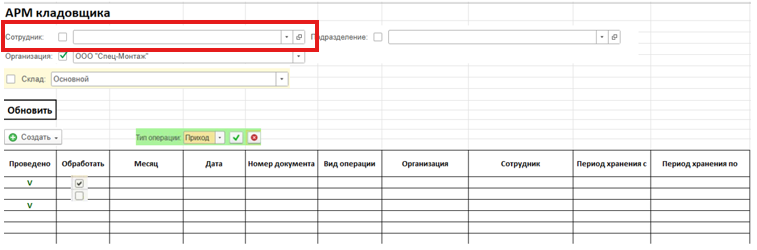 АРМ кладовщика
Сотрудник: Подразделение:
Организация: ООО "Спец-Монтаж"
Склад: Основной
Обновить
Создать Тип операции: Приход
Проведено Обработать Месяц Дата Номер документа Вид операции Организация Сотрудник Период хранения с Период хранения по
V
V